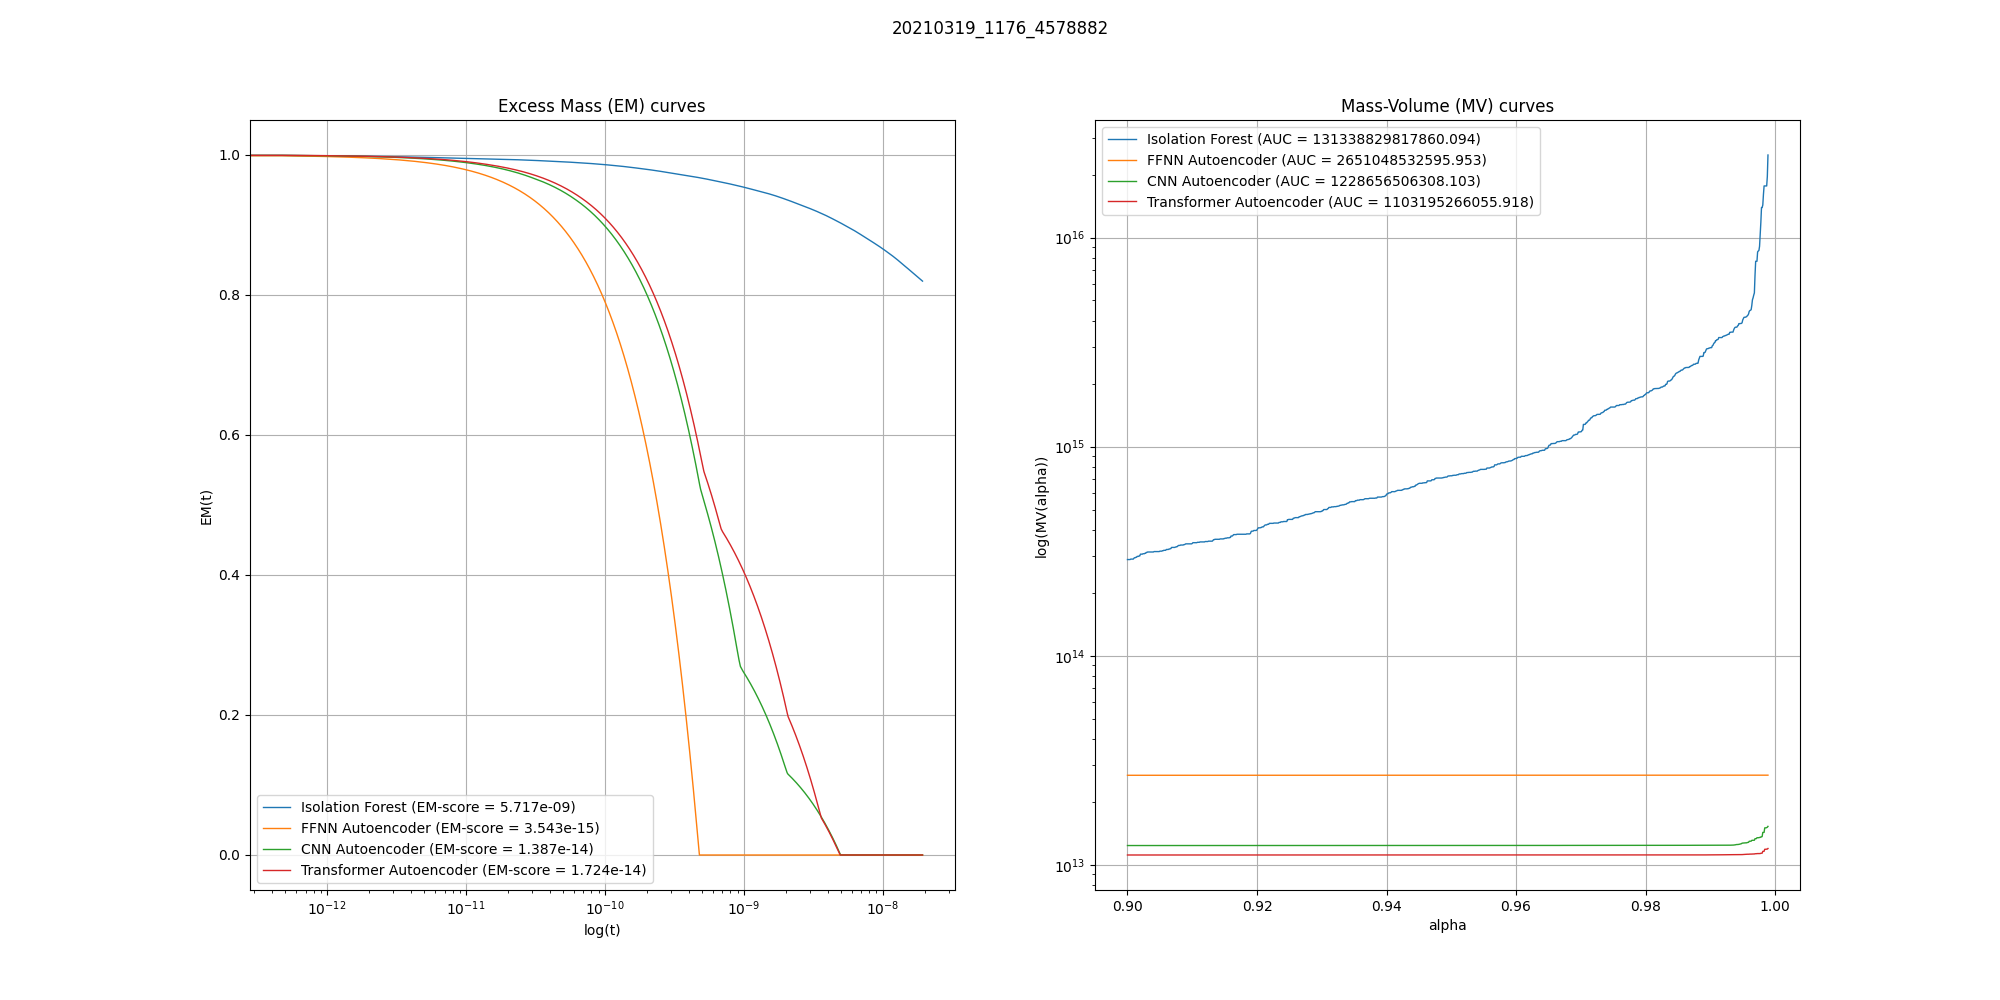 20210319_1176_4578882
Excess Mass (EM) curves
EM(t)
1.0
0.8
0.6
0.4
0.2
0.0
Isolation Forest (EM-score = 5.717e-09)
FFNN Autoencoder (EM-score = 3.543e-15)
CNN Autoencoder (EM-score = 1.387e-14)
Transformer Autoencoder (EM-score = 1.724e-14)
10⁻¹² 10⁻¹¹ 10⁻¹⁰ 10⁻⁹ 10⁻⁸
log(t)
Mass-Volume (MV) curves
Isolation Forest (AUC = 131338829817860.094)
FFNN Autoencoder (AUC = 2651048532595.953)
CNN Autoencoder (AUC = 1228656506308.103)
Transformer Autoencoder (AUC = 1103195266055.918)
log(MV(alpha))
10¹⁶
10¹⁵
10¹⁴
10¹³
0.90 0.92 0.94 0.96 0.98 1.00
alpha